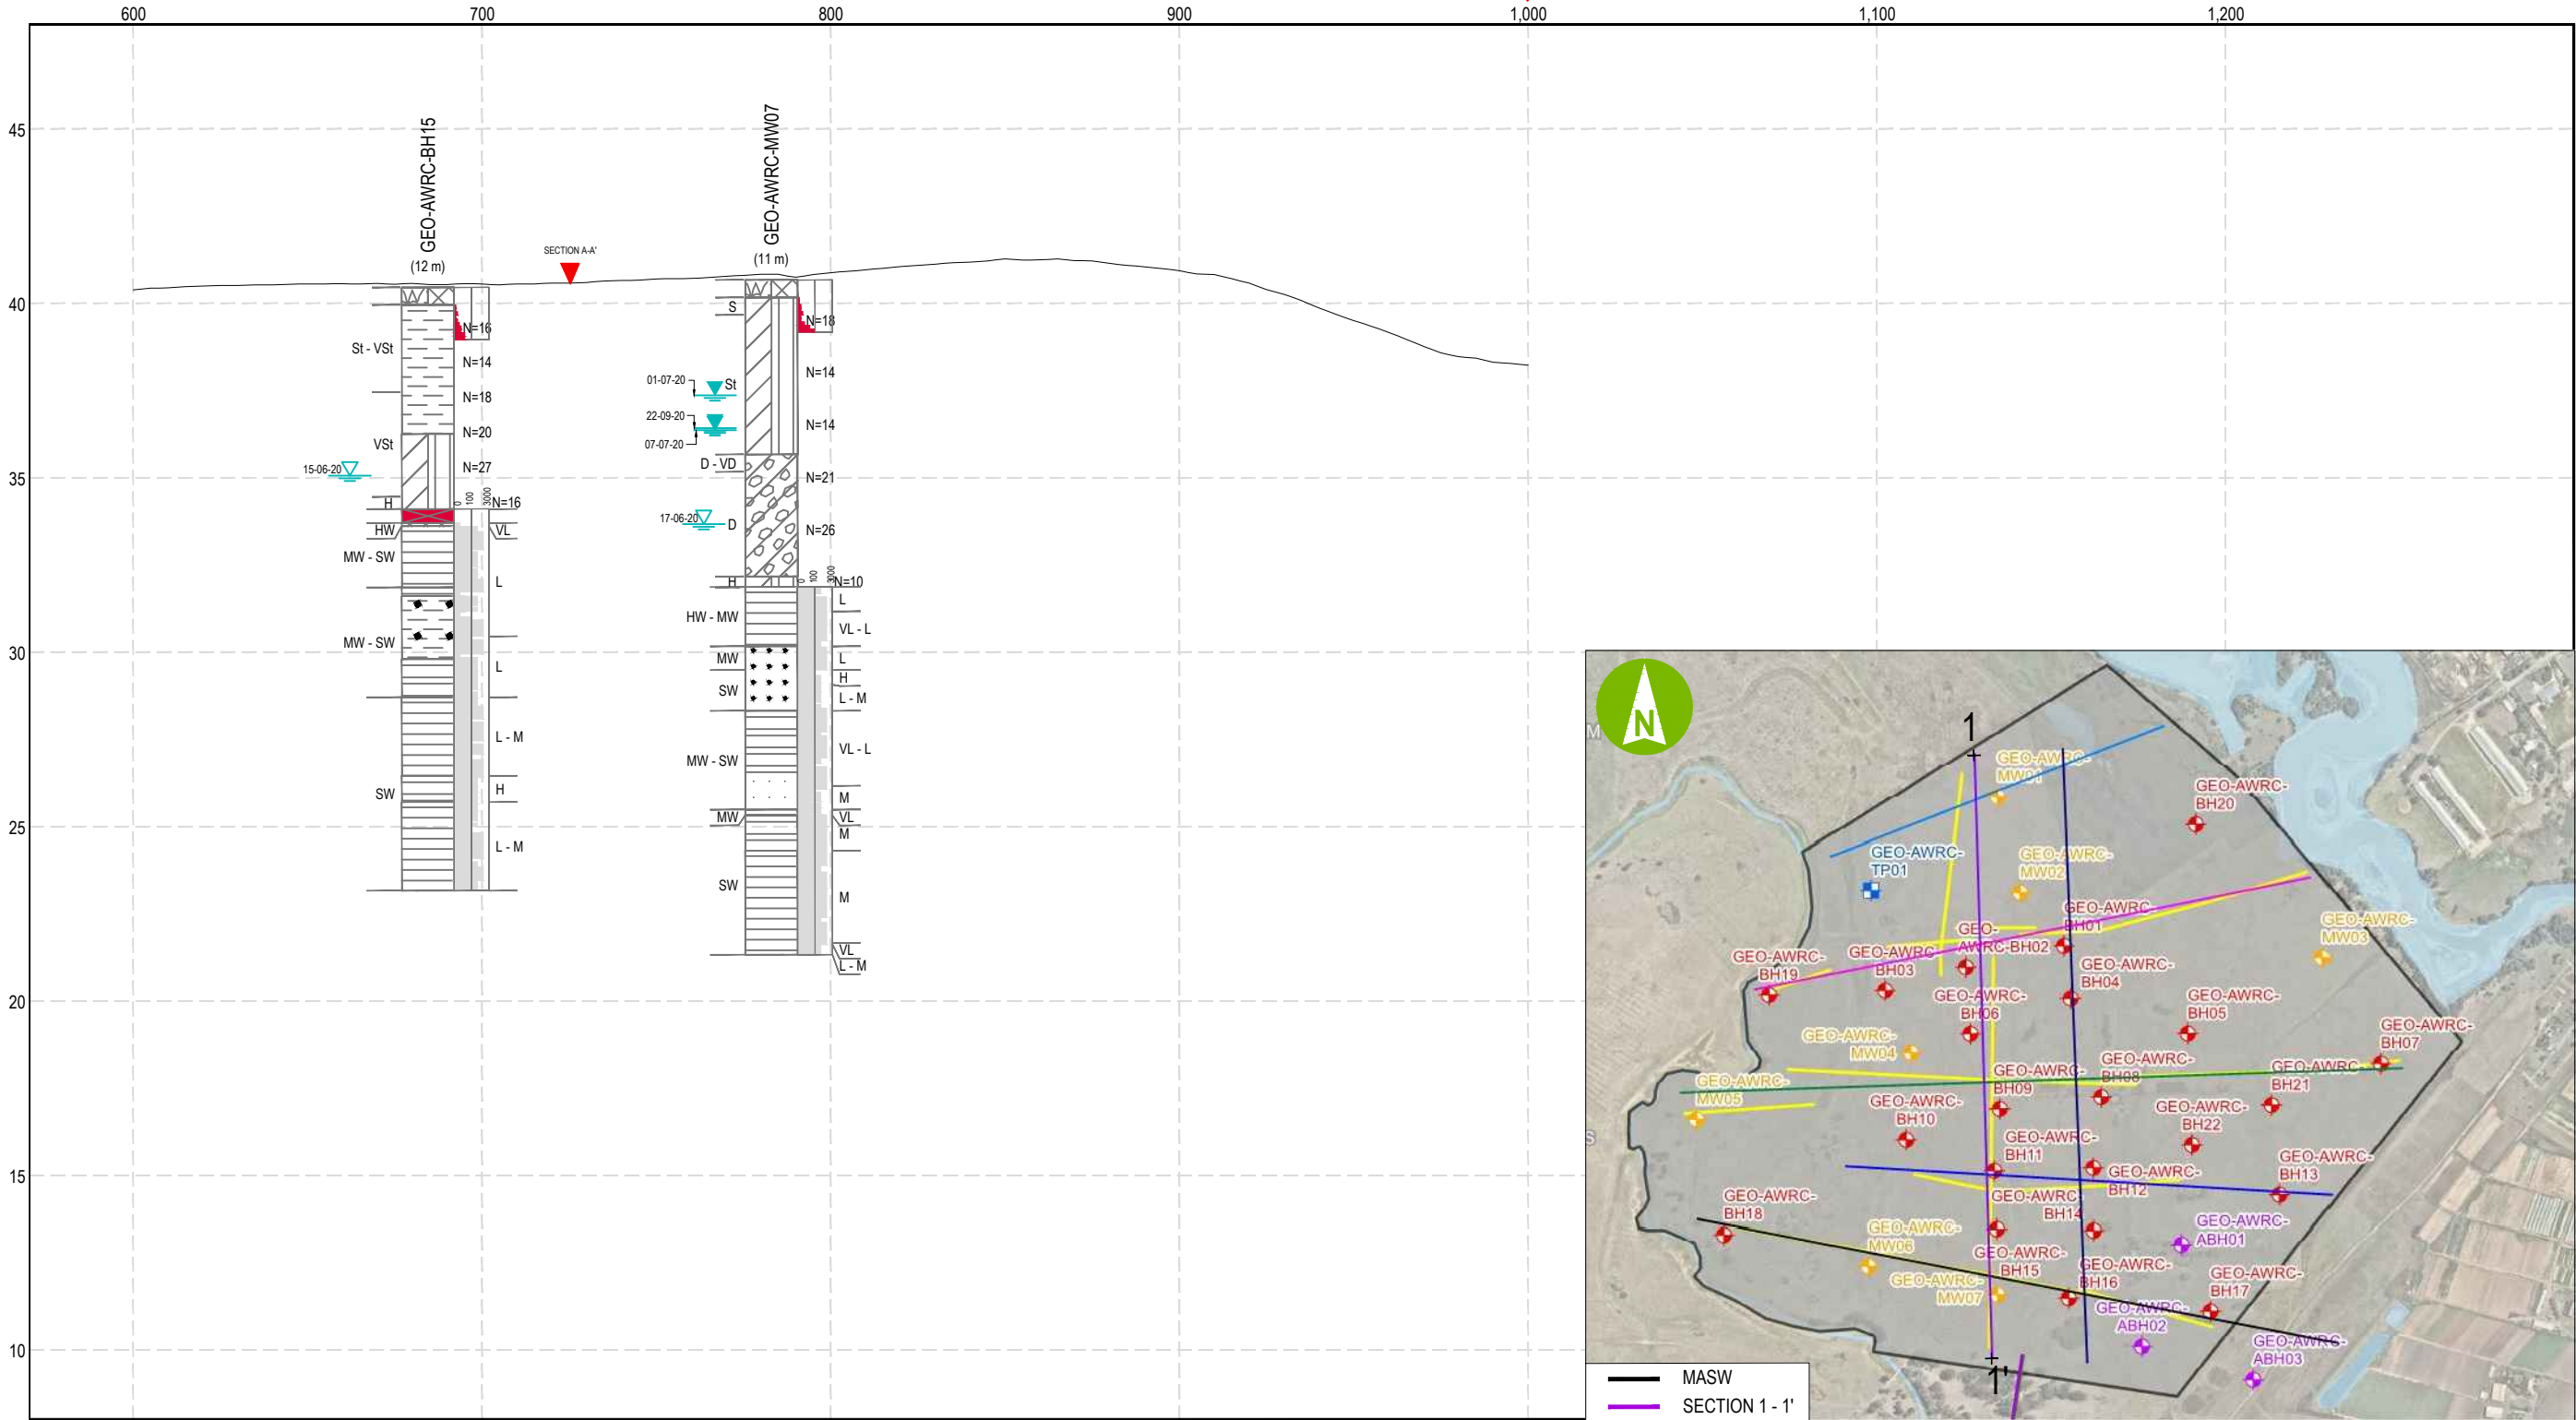 600 700 800 900 1,000 1,100 1,200
45
40
35
30
25
20
15
10
GEO-AWRC-BH15
(12 m)
SECTION A-A'
GEO-AWRC-MW07
(11 m)
St - VSt
VSt
H
HW
MW - SW
MW - SW
SW
15-06-20
N=16
N=14
N=18
N=20
N=27
N=16
0 100 3000
VL
L
L
L - M
H
L - M
S
St
D - VD
D
H
HW - MW
MW
SW
MW - SW
MW
SW
01-07-20
22-09-20
07-07-20
17-06-20
N=18
N=14
N=14
N=21
N=26
N=10
0 100 3000
L
VL - L
L
H
L - M
VL - L
M
VL
M
M
VL
L - M
N
M
S
1
GEO-AWRC-
MW01
GEO-AWRC-
BH20
GEO-AWRC-
TP01
GEO-AWRC-
MW02
GEO-AWRC-
BH01
GEO-AWRC-
MW03
GEO-
AWRC-BH02
GEO-AWRC-
BH19
GEO-AWRC-
BH03
GEO-AWRC-
BH04
GEO-AWRC-
BH06
GEO-AWRC-
BH05
GEO-AWRC-
BH07
GEO-AWRC-
MW04
GEO-AWRC-
BH08
GEO-AWRC-
BH21
GEO-AWRC-
MW05
GEO-AWRC-
BH09
GEO-AWRC-
BH10
GEO-AWRC-
BH22
GEO-AWRC-
BH11
GEO-AWRC-
BH12
GEO-AWRC-
BH13
GEO-AWRC-
BH18
GEO-AWRC-
BH14
GEO-AWRC-
MW06
GEO-AWRC-
ABH01
GEO-AWRC-
BH15
GEO-AWRC-
MW07
GEO-AWRC-
BH16
GEO-AWRC-
BH17
GEO-AWRC-
ABH02
GEO-AWRC-
ABH03
1'
MASW
SECTION 1 - 1'